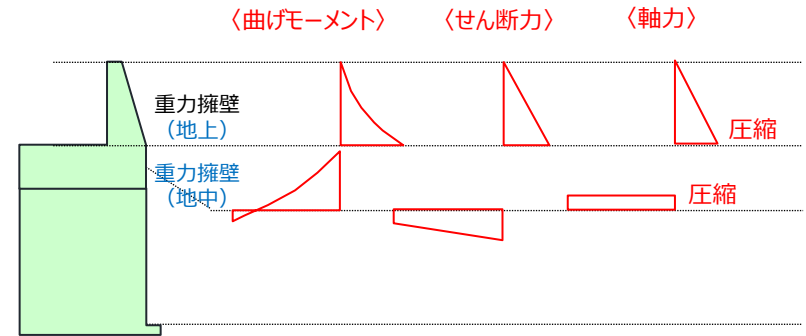 〈曲げモーメント〉 〈せん断力〉 〈軸力〉
重力擁壁
（地上）
圧縮
重力擁壁
（地中）
圧縮